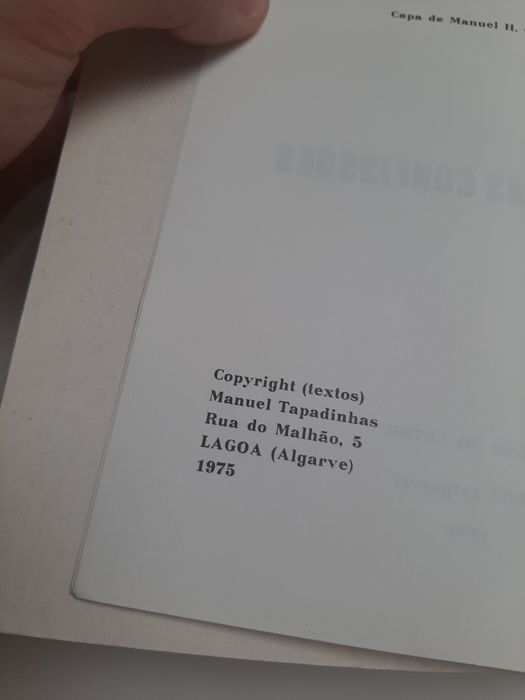 Capa de Manuel H.
Copyright (textos)
Manuel Tapadinhas
Rua do Malhão, 5
LAGOA (Algarve)
1975